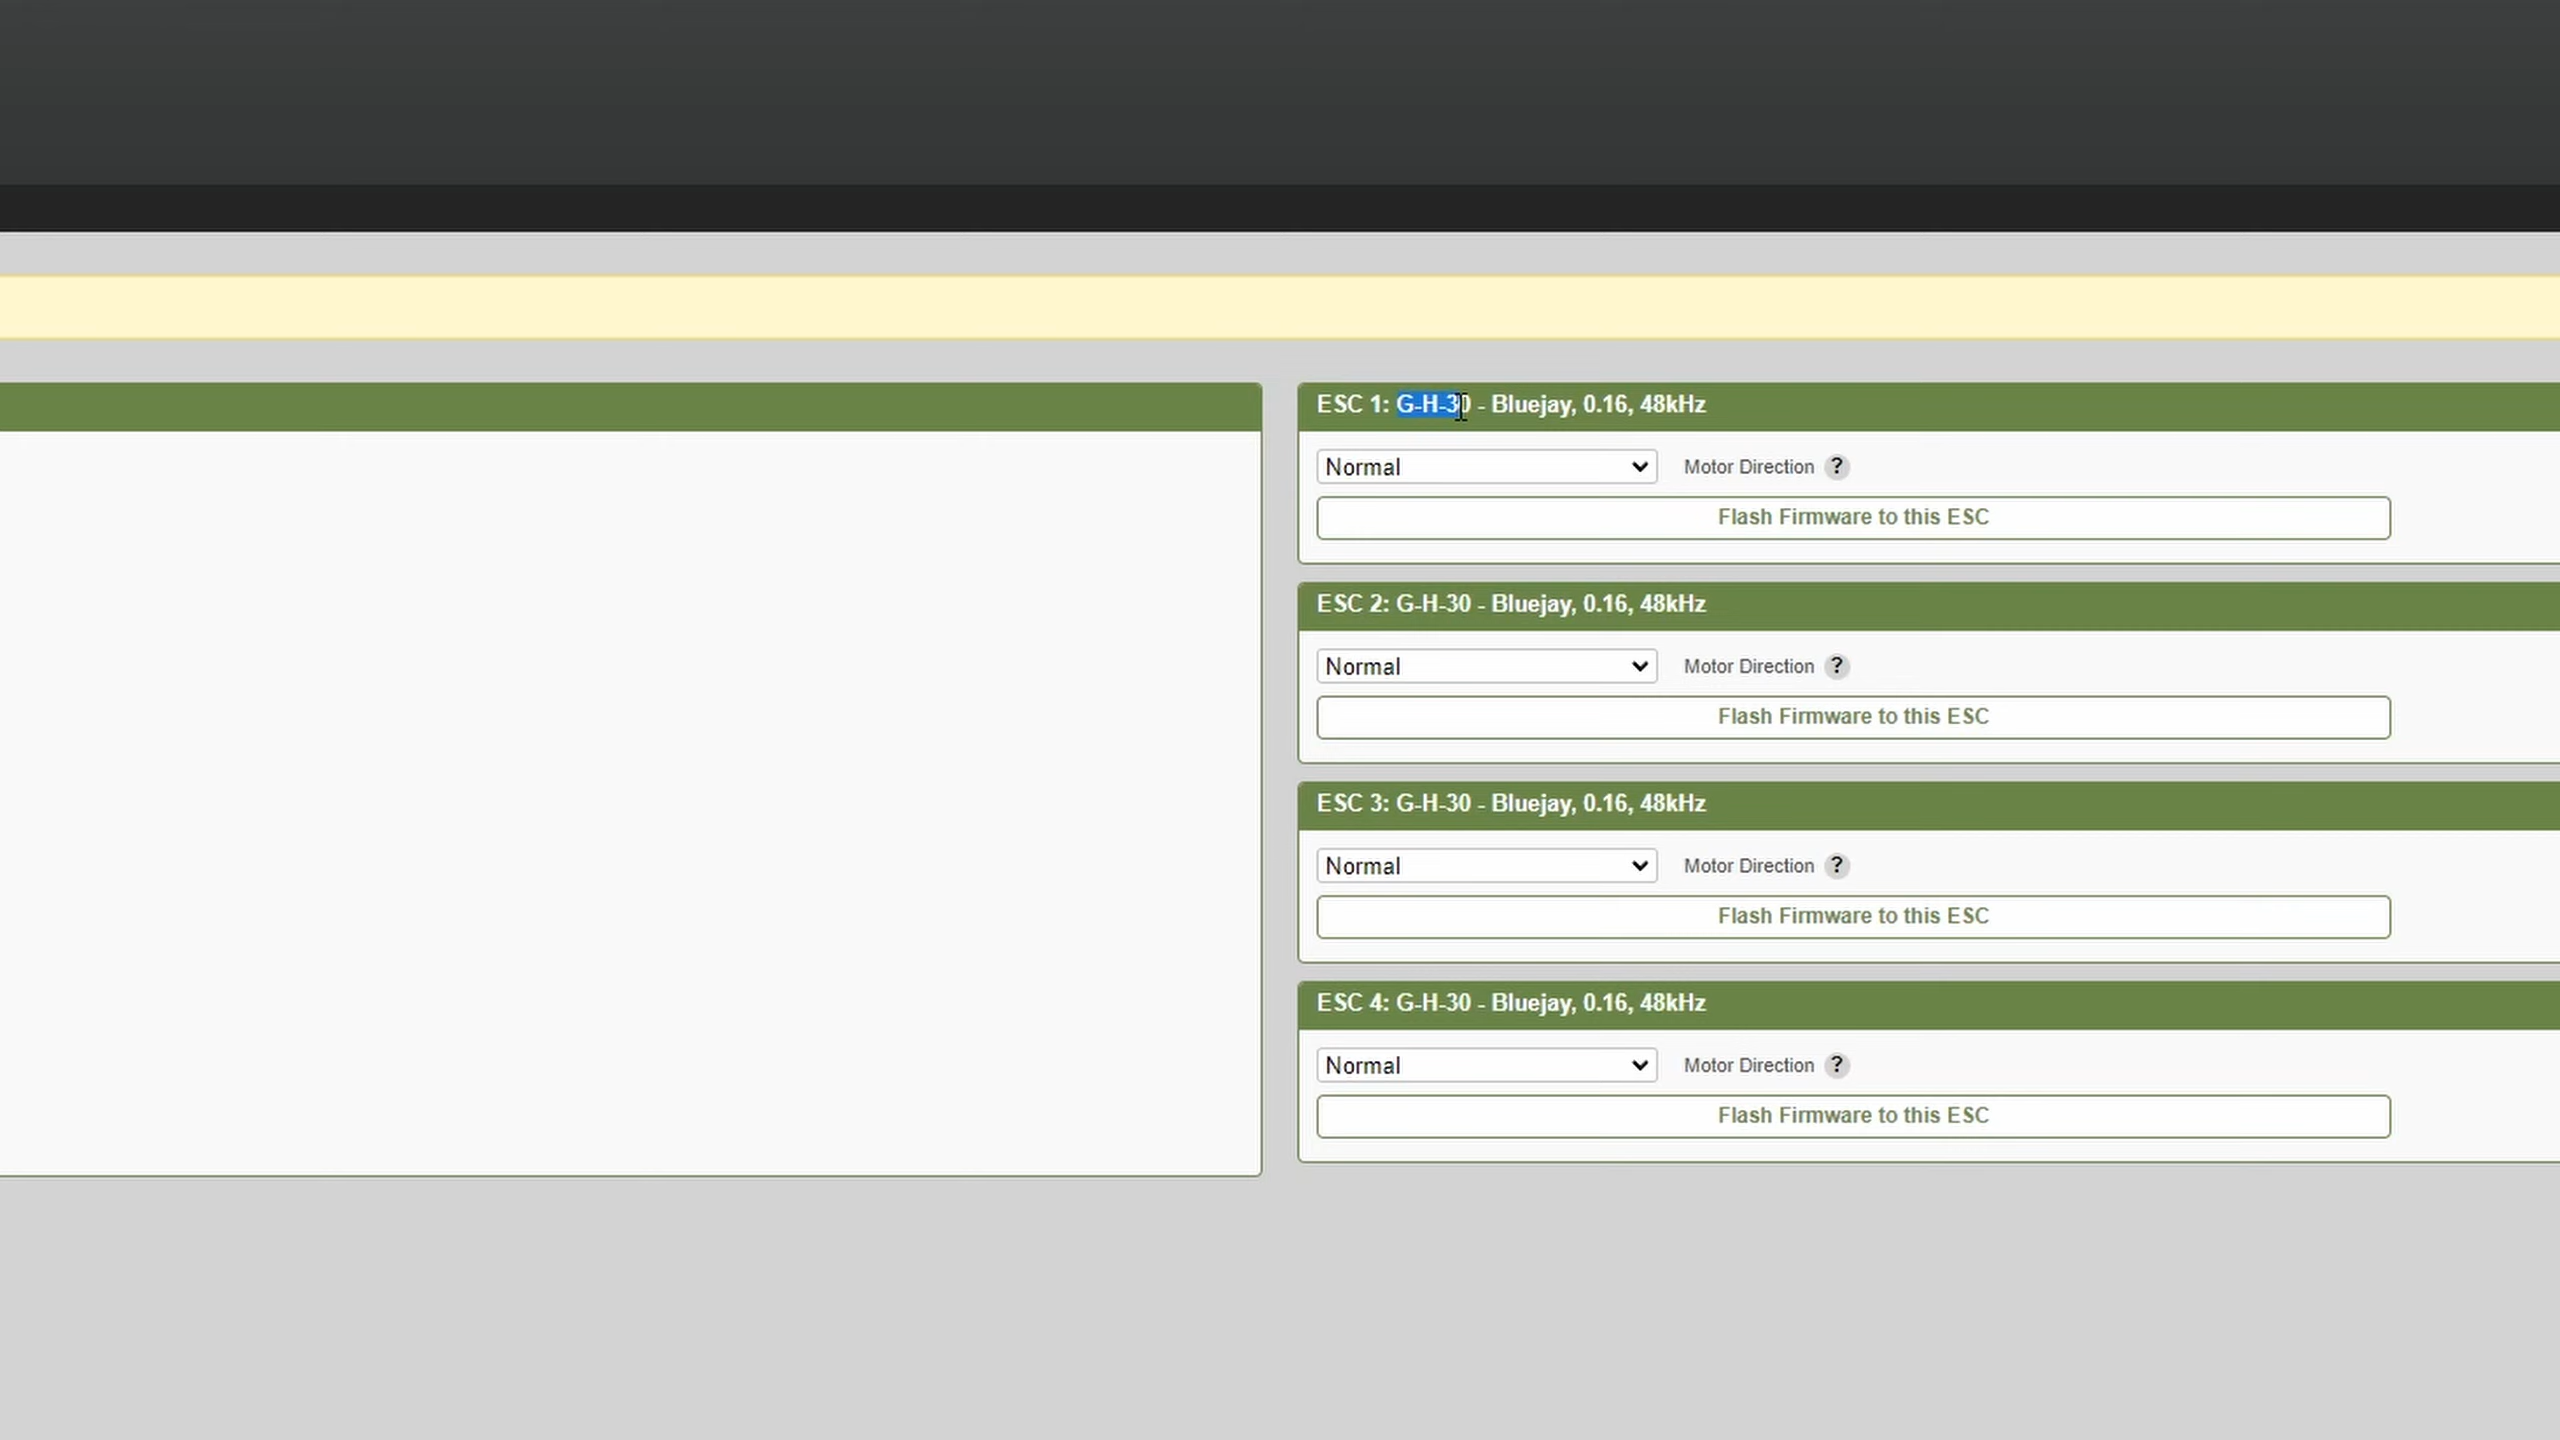 ESC 1: G-H-30 - Bluejay, 0.16, 48kHz
Normal Motor Direction ?
Flash Firmware to this ESC
ESC 2: G-H-30 - Bluejay, 0.16, 48kHz
Normal Motor Direction ?
Flash Firmware to this ESC
ESC 3: G-H-30 - Bluejay, 0.16, 48kHz
Normal Motor Direction ?
Flash Firmware to this ESC
ESC 4: G-H-30 - Bluejay, 0.16, 48kHz
Normal Motor Direction ?
Flash Firmware to this ESC